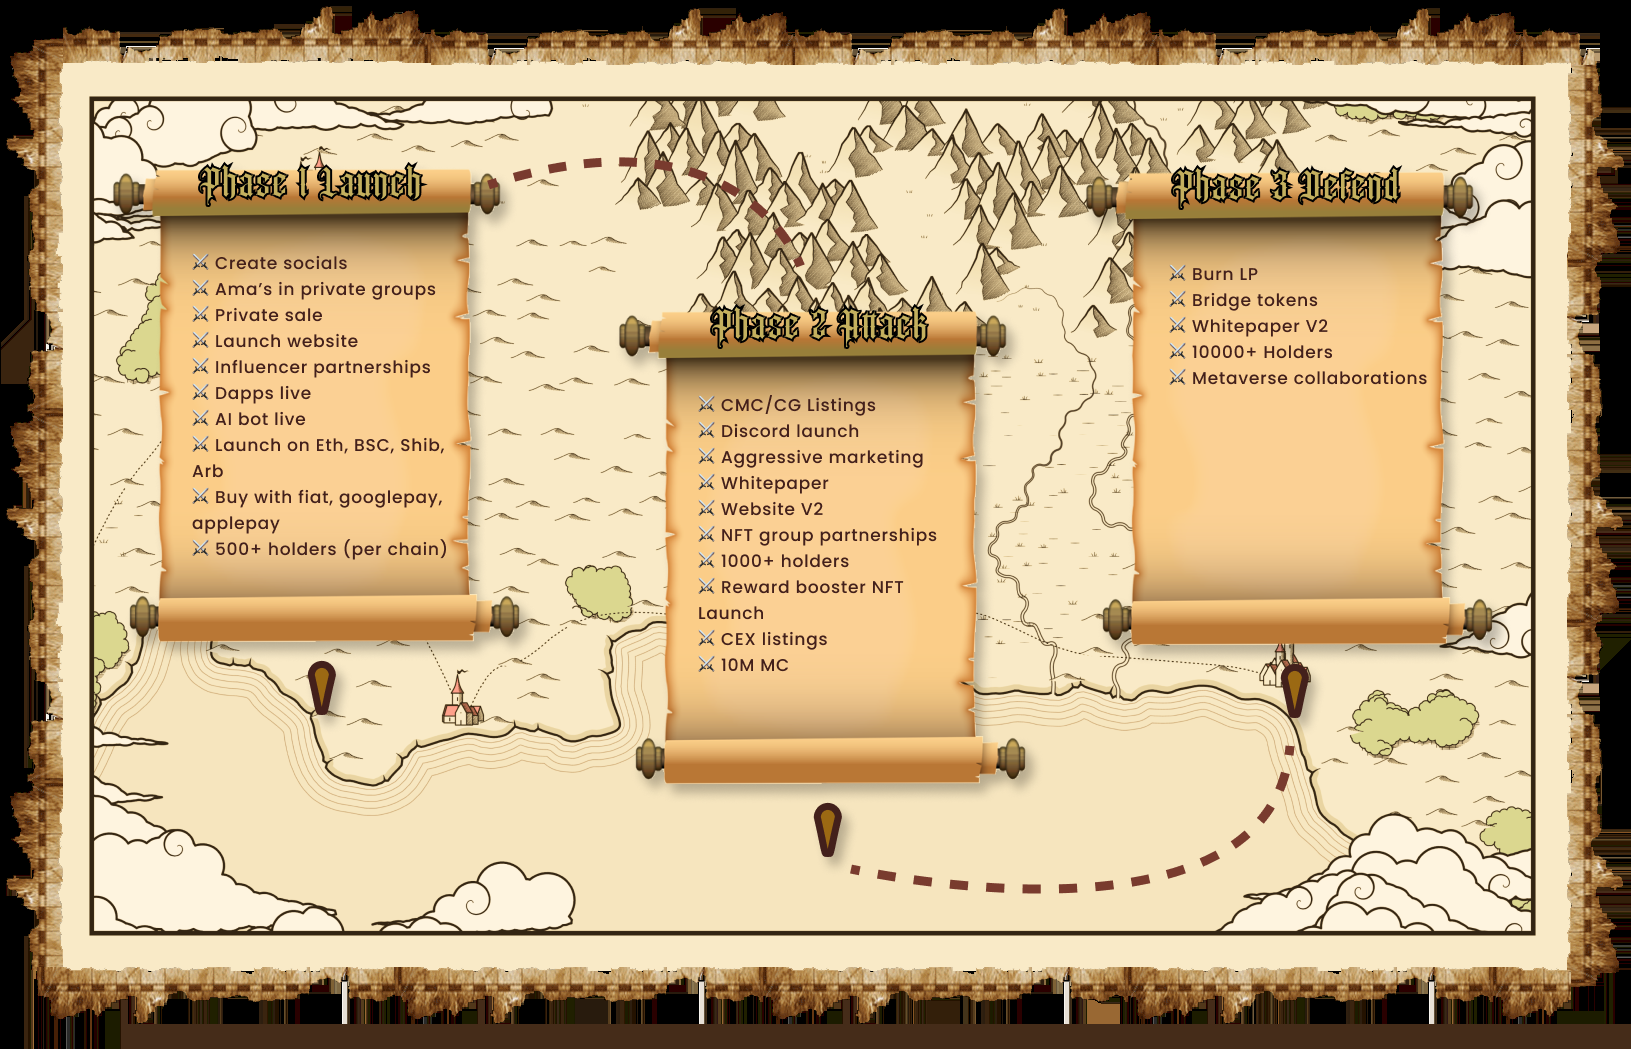 Phase 1 Launch
⚔ Create socials
⚔ Ama's in private groups
⚔ Private sale
⚔ Launch website
⚔ Influencer partnerships
⚔ Dapps live
⚔ AI bot live
⚔ Launch on Eth, BSC, Shib,
Arb
⚔ Buy with fiat, googlepay,
applepay
⚔ 500+ holders (per chain)
Phase 2 Attack
⚔ CMC/CG Listings
⚔ Discord launch
⚔ Aggressive marketing
⚔ Whitepaper
⚔ Website V2
⚔ NFT group partnerships
⚔ 1000+ holders
⚔ Reward booster NFT
Launch
⚔ CEX listings
⚔ 10M MC
Phase 3 Defend
⚔ Burn LP
⚔ Bridge tokens
⚔ Whitepaper V2
⚔ 10000+ Holders
⚔ Metaverse collaborations